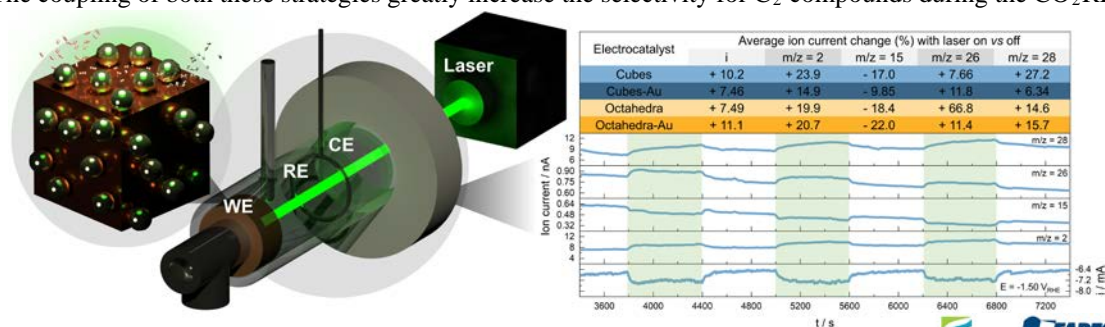 The coupling of both these strategies greatly increase the selectivity for C₂ compounds during the CO₂RR
Laser
CE
RE
WE
Electrocatalyst
Average ion current change (%) with laser on vs off
i m/z = 2 m/z = 15 m/z = 26 m/z = 28
Cubes + 10.2 + 23.9 - 17.0 + 7.66 + 27.2
Cubes-Au + 7.46 + 14.9 - 9.85 + 11.8 + 6.34
Octahedra + 7.49 + 19.9 - 18.4 + 66.8 + 14.6
Octahedra-Au + 11.1 + 20.7 - 22.0 + 11.4 + 15.7
Ion current / nA
12
9
6
m/z = 28
0.90
0.75
0.60
m/z = 26
0.64
0.48
0.32
m/z = 15
12
8
4
m/z = 2
-6.4
-7.2
-8.0
i / mA
E = -1.50 V_RHE
3600 4000 4400 4800 5200 5600 6000 6400 6800 7200
t / s